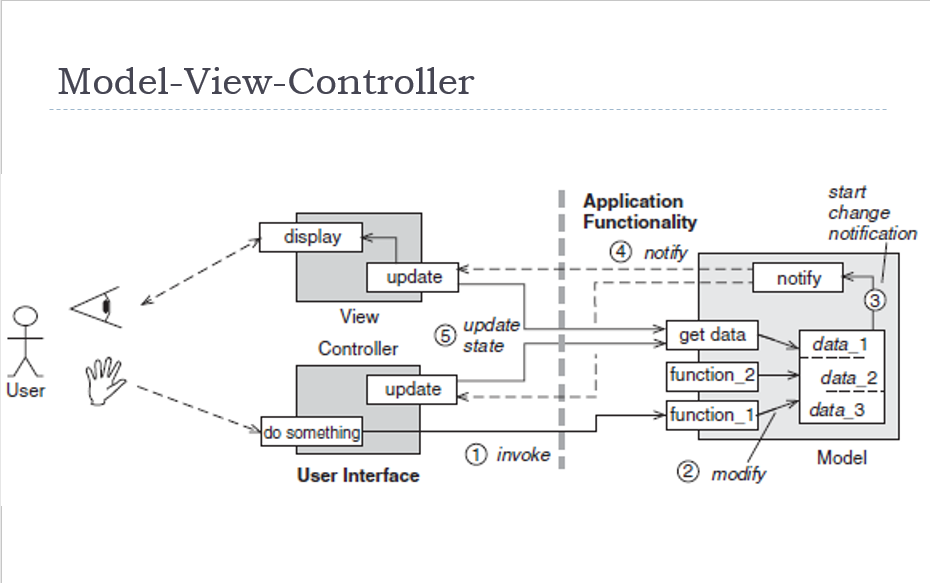 Model-View-Controller
start
change
notification
Application
Functionality
④ notify
display
update
notify
③
View
⑤ update
state
get data
data_1
Controller
User
update
function_2
data_2
do something
function_1
data_3
① invoke
User Interface
② modify
Model